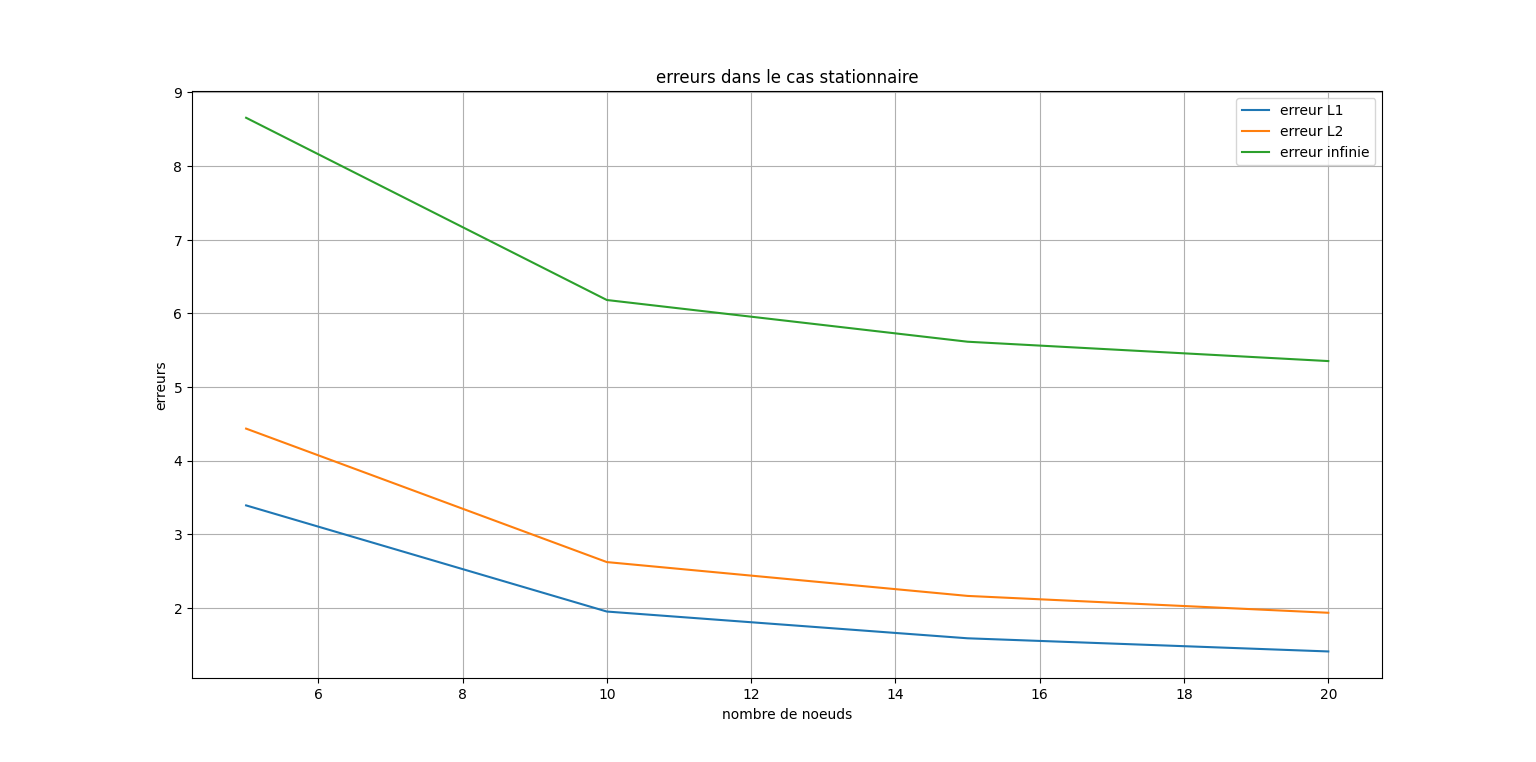 erreurs dans le cas stationnaire
erreur L1
erreur L2
erreur infinie
erreurs
9
8
7
6
5
4
3
2
6
8
10
12
14
16
18
20
nombre de noeuds